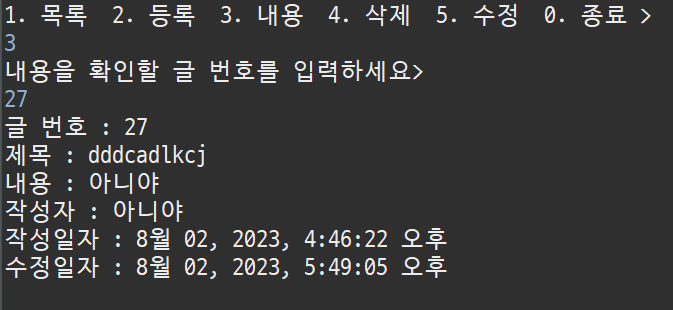 1. 목록  2. 등록  3. 내용  4. 삭제  5. 수정  0. 종료 >
3
내용을 확인할 글 번호를 입력하세요>
27
글 번호 : 27
제목 : dddcadlkcj
내용 : 아니야
작성자 : 아니야
작성일자 : 8월 02, 2023, 4:46:22 오후
수정일자 : 8월 02, 2023, 5:49:05 오후